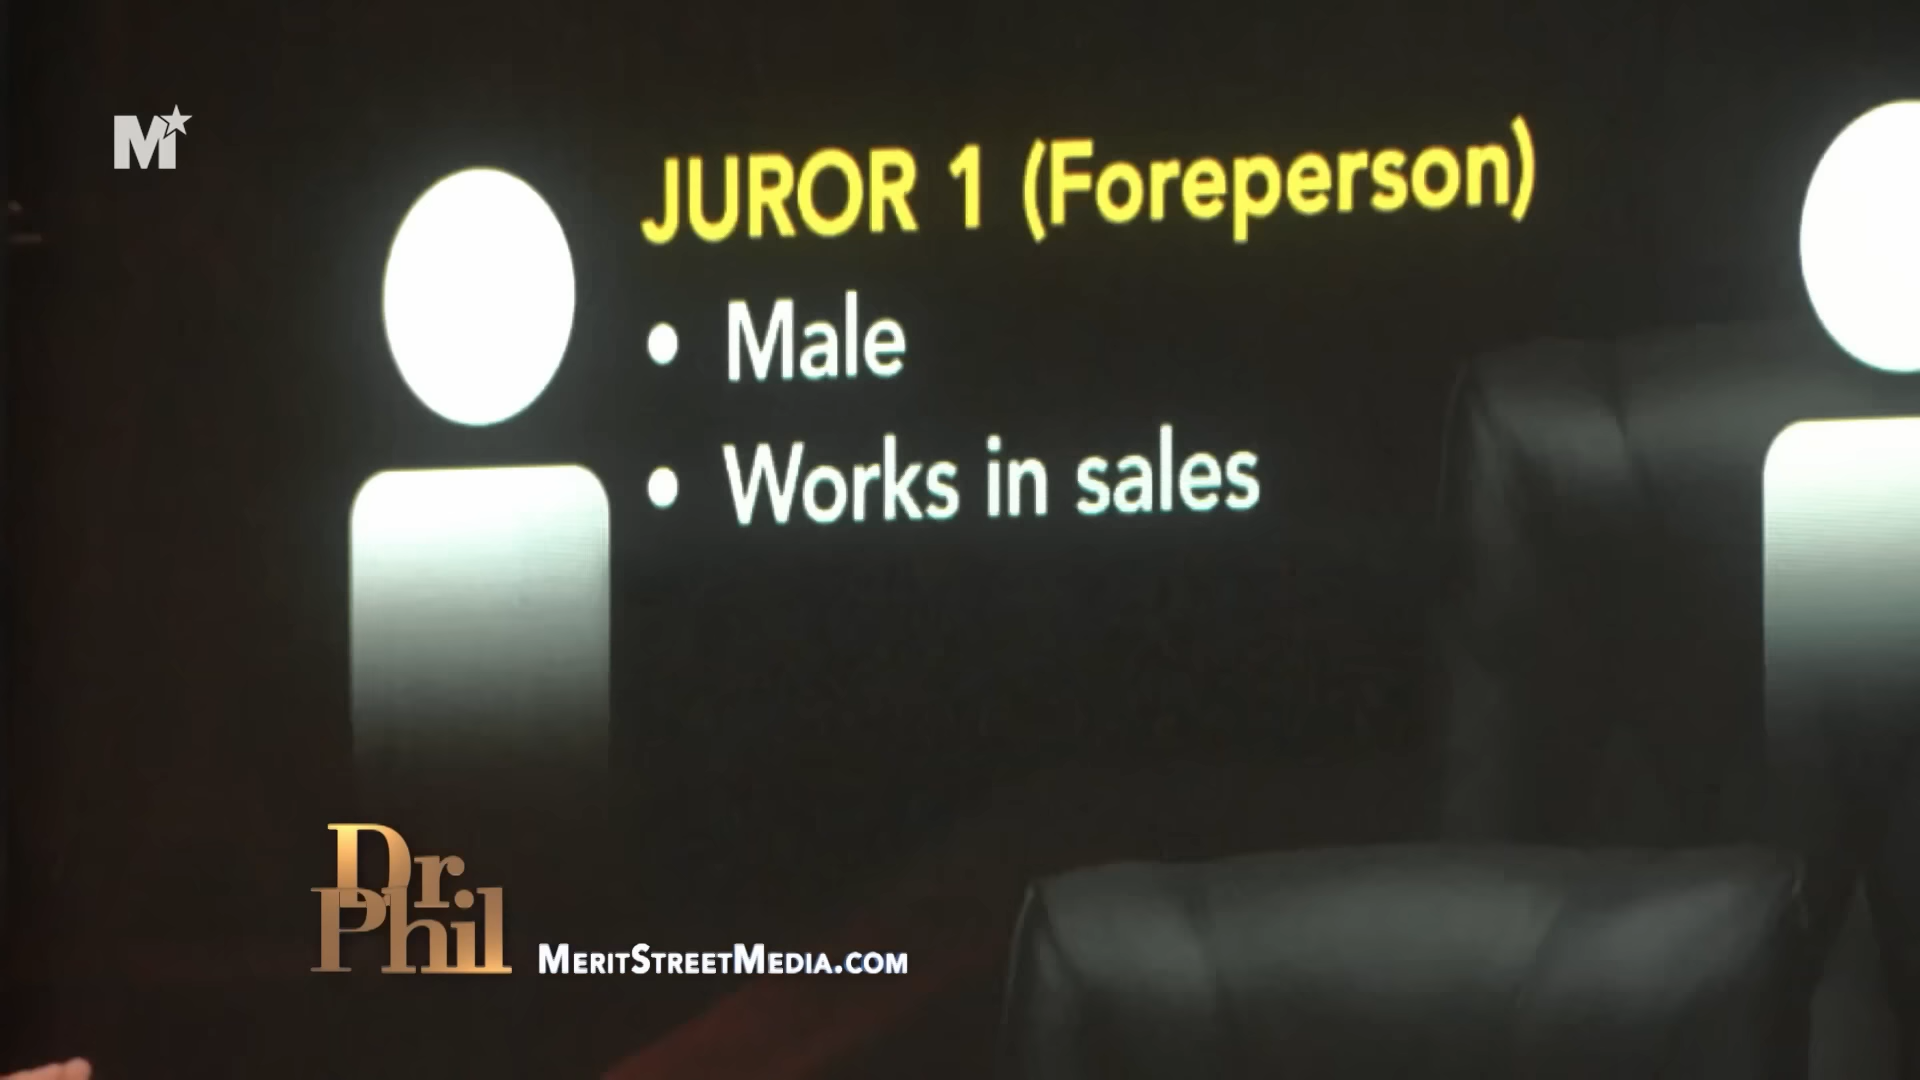 M
JUROR 1 (Foreperson)
• Male
• Works in sales
Dr.
Phil
MERITSTREETMEDIA.COM